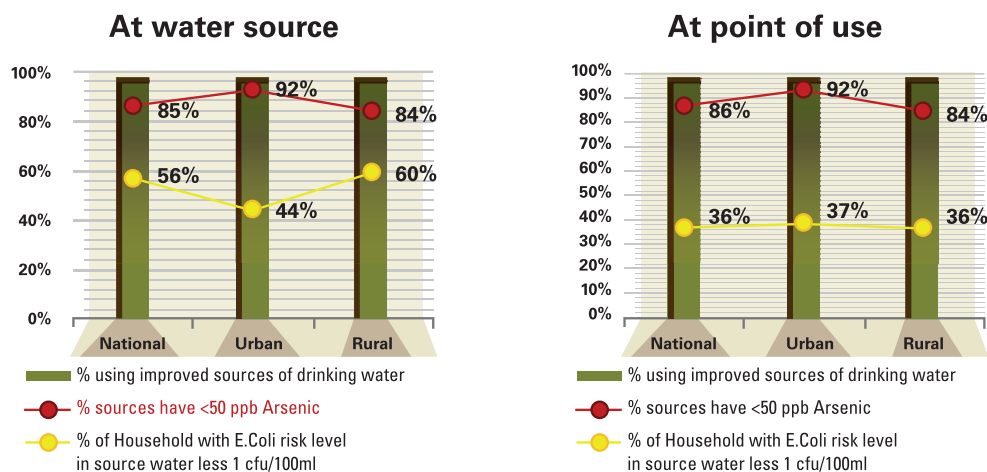 At water source
100%
80%
60%
40%
20%
0%
85%
92%
84%
56%
44%
60%
National
Urban
Rural
% using improved sources of drinking water
% sources have <50 ppb Arsenic
% of Household with E.Coli risk level
in source water less 1 cfu/100ml
At point of use
100%
90%
80%
70%
60%
50%
40%
30%
20%
10%
0%
86%
92%
84%
36%
37%
36%
National
Urban
Rural
% using improved sources of drinking water
% sources have <50 ppb Arsenic
% of Household with E.Coli risk level
in source water less 1 cfu/100ml